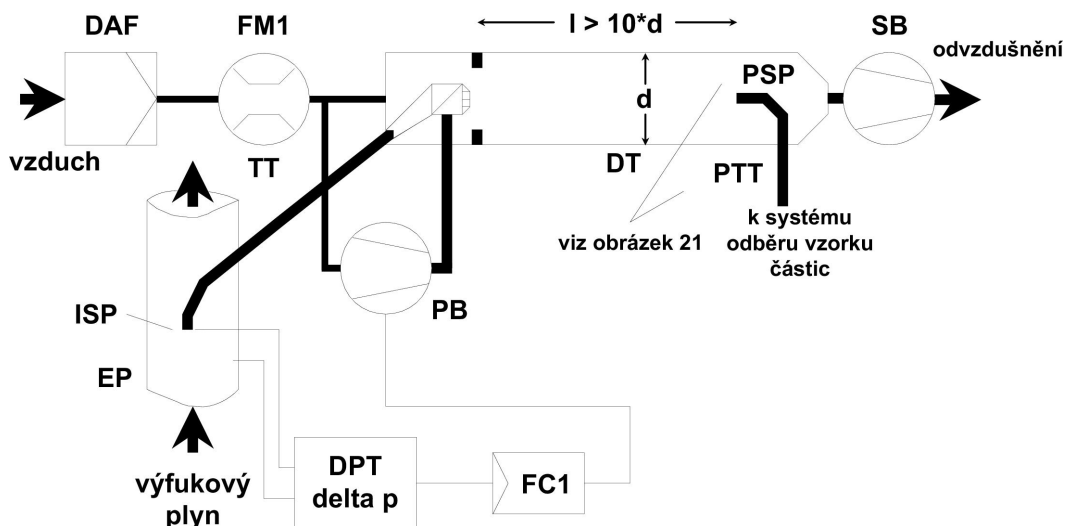 l > 10*d
DAF
FM1
SB
odvzdušnění
PSP
d
vzduch
TT
DT
PTT
k systému
odběru vzorku
částic
viz obrázek 21
ISP
PB
EP
DPT
delta p
FC1
výfukový
plyn